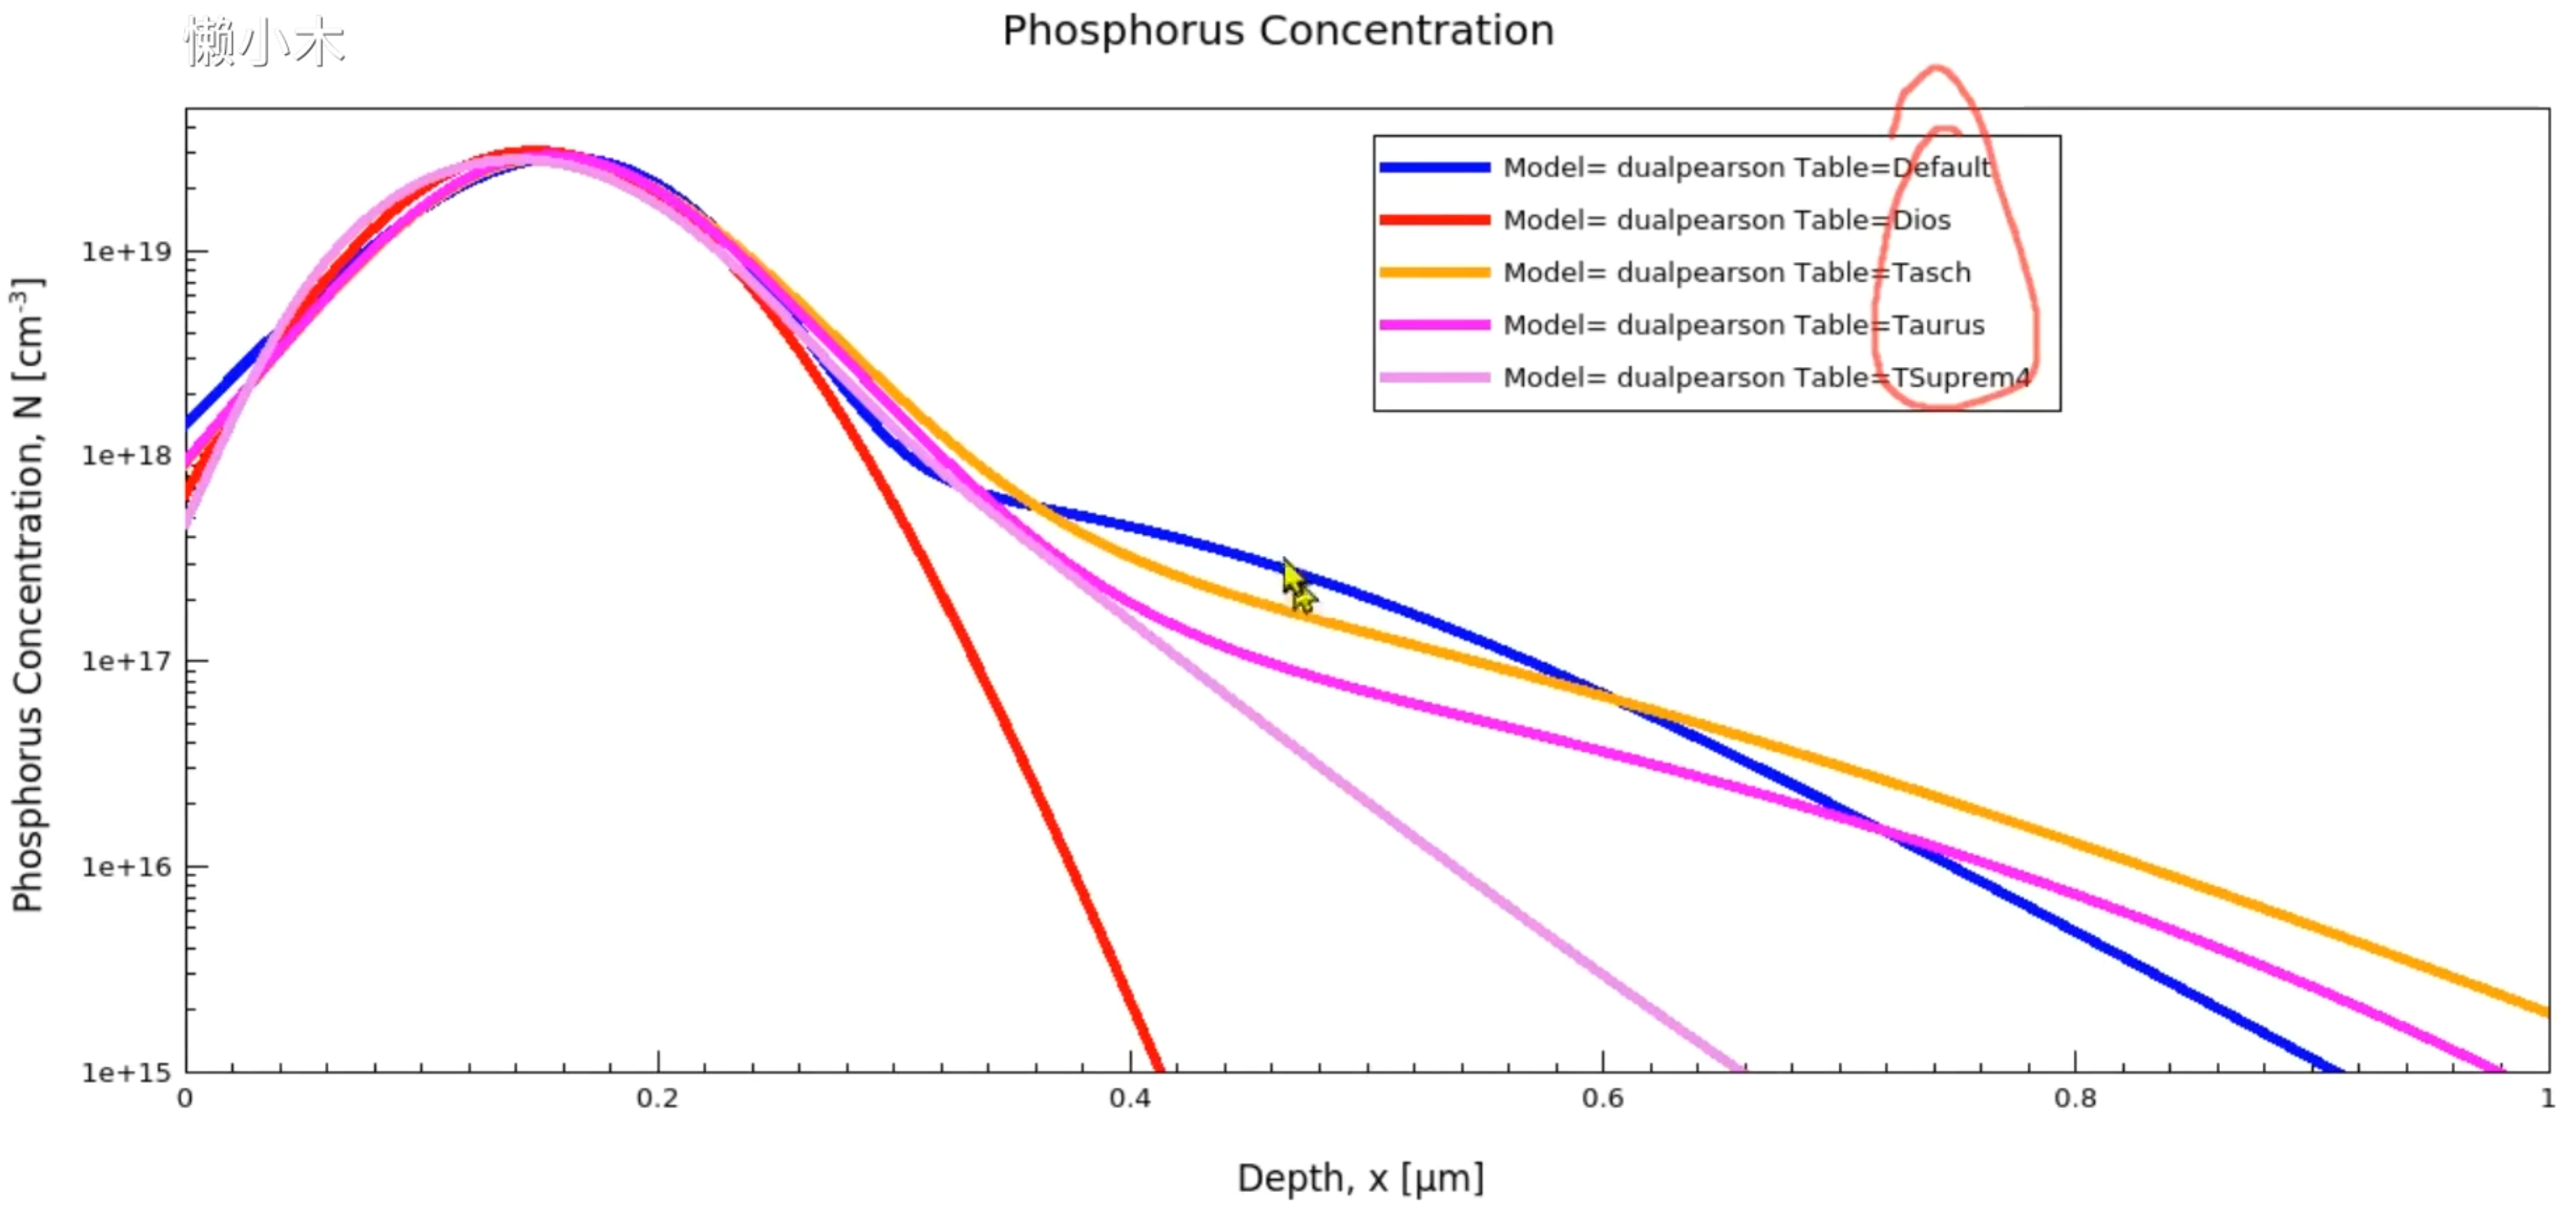 懒小木
Phosphorus Concentration
Model= dualpearson Table=Default
Model= dualpearson Table=Dios
Model= dualpearson Table=Tasch
Model= dualpearson Table=Taurus
Model= dualpearson Table=TSuprem4
Phosphorus Concentration, N [cm⁻³]
1e+19
1e+18
1e+17
1e+16
1e+15
0 0.2 0.4 0.6 0.8 1
Depth, x [µm]